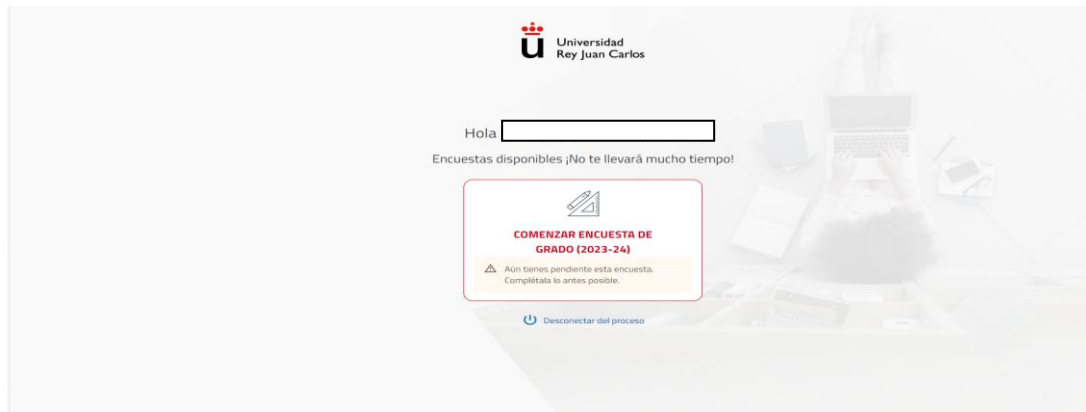 Universidad
Rey Juan Carlos
Hola
Encuestas disponibles ¡No te llevará mucho tiempo!
COMENZAR ENCUESTA DE
GRADO (2023-24)
Aún tienes pendiente esta encuesta.
Complétala lo antes posible.
Desconectar del proceso